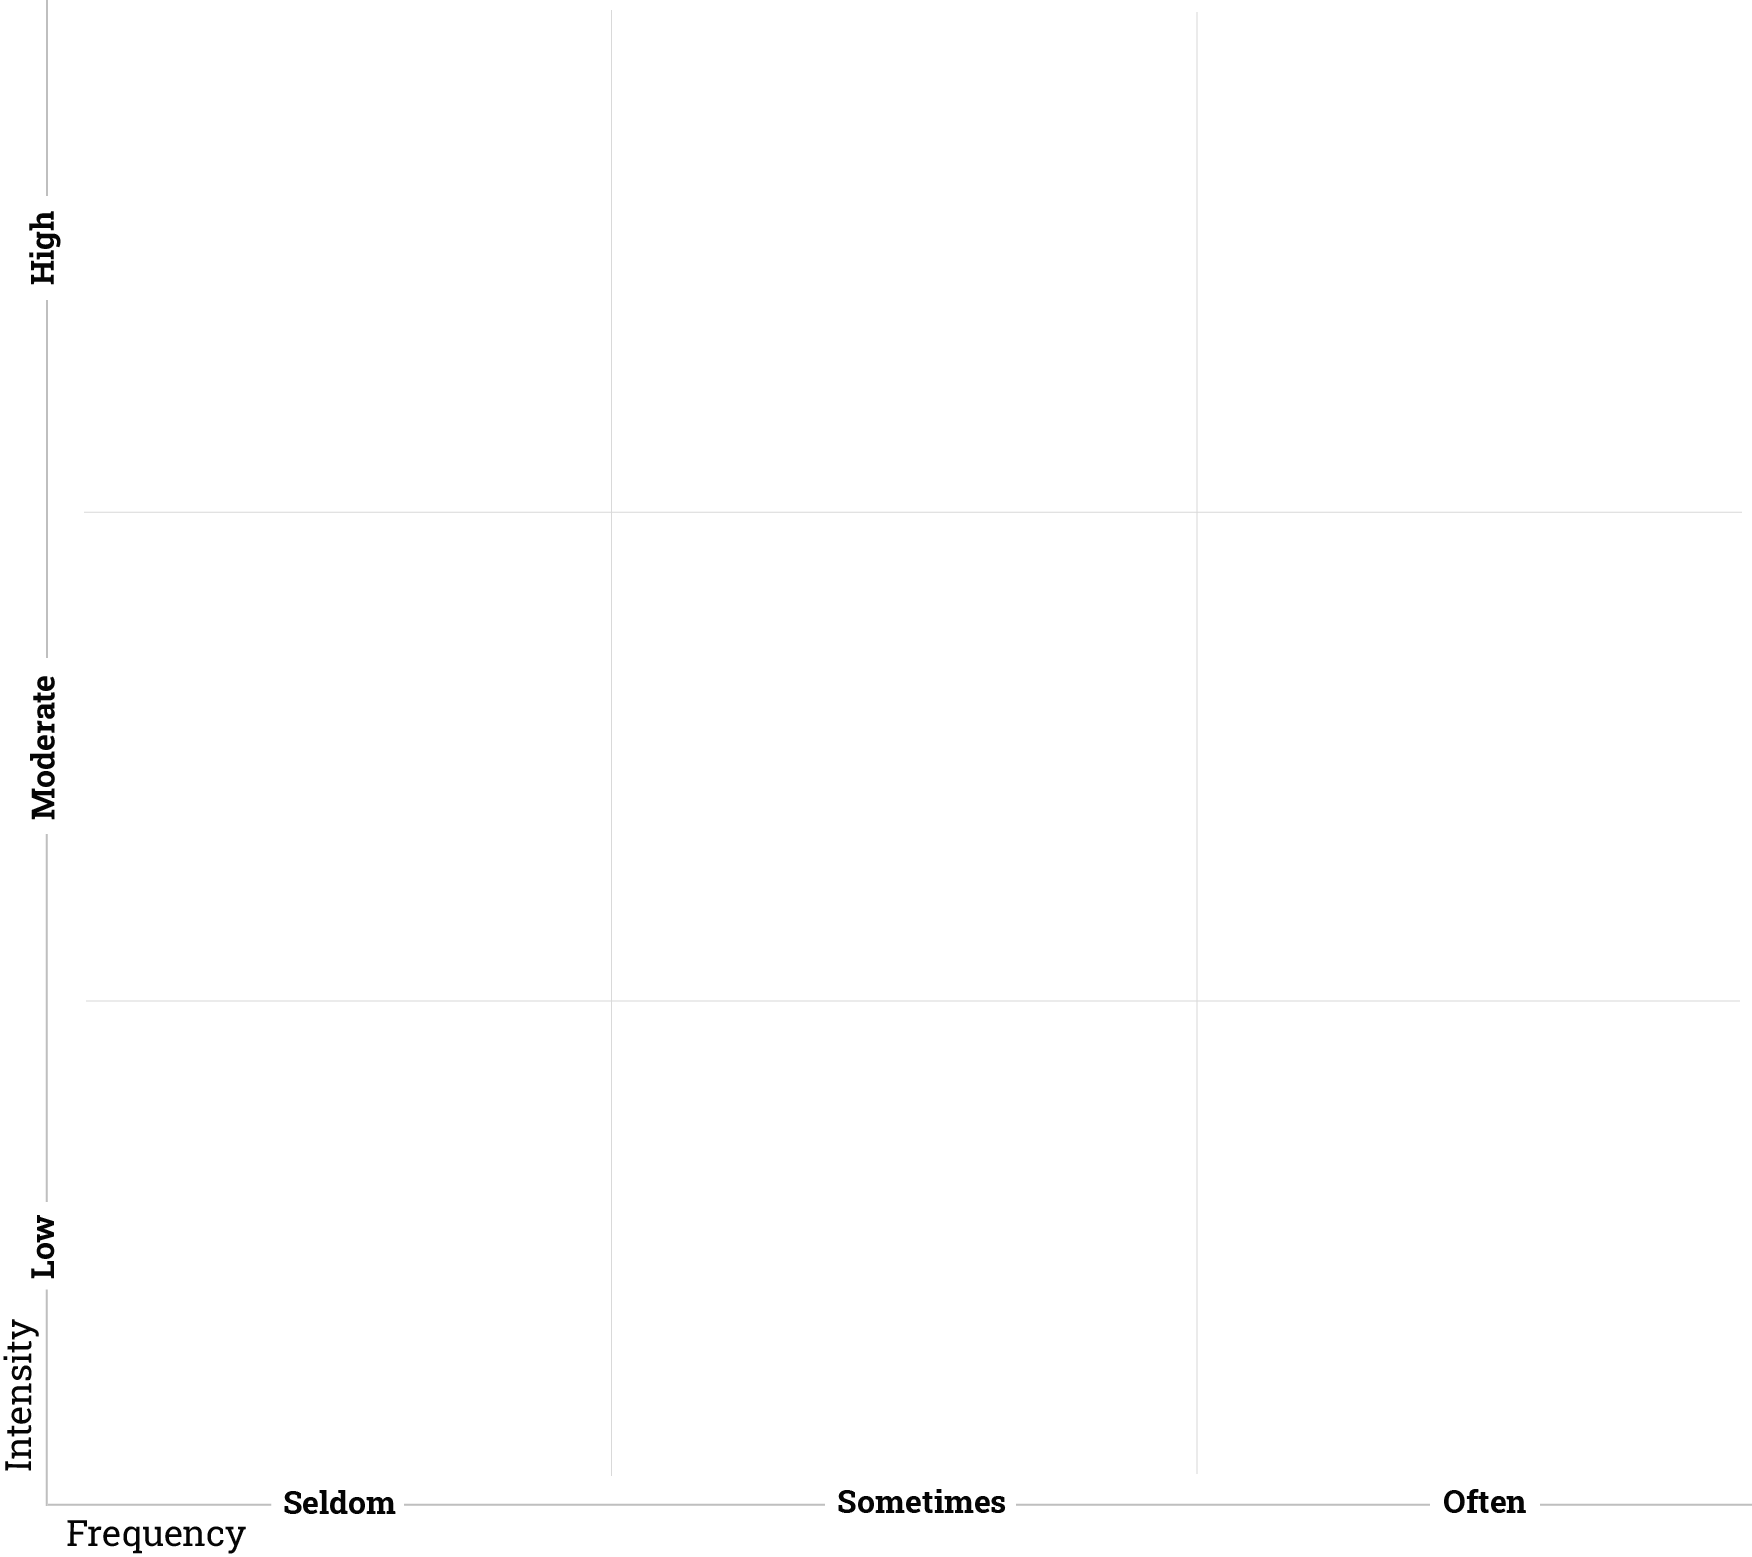 High
Moderate
Low
Intensity
Seldom
Sometimes
Often
Frequency